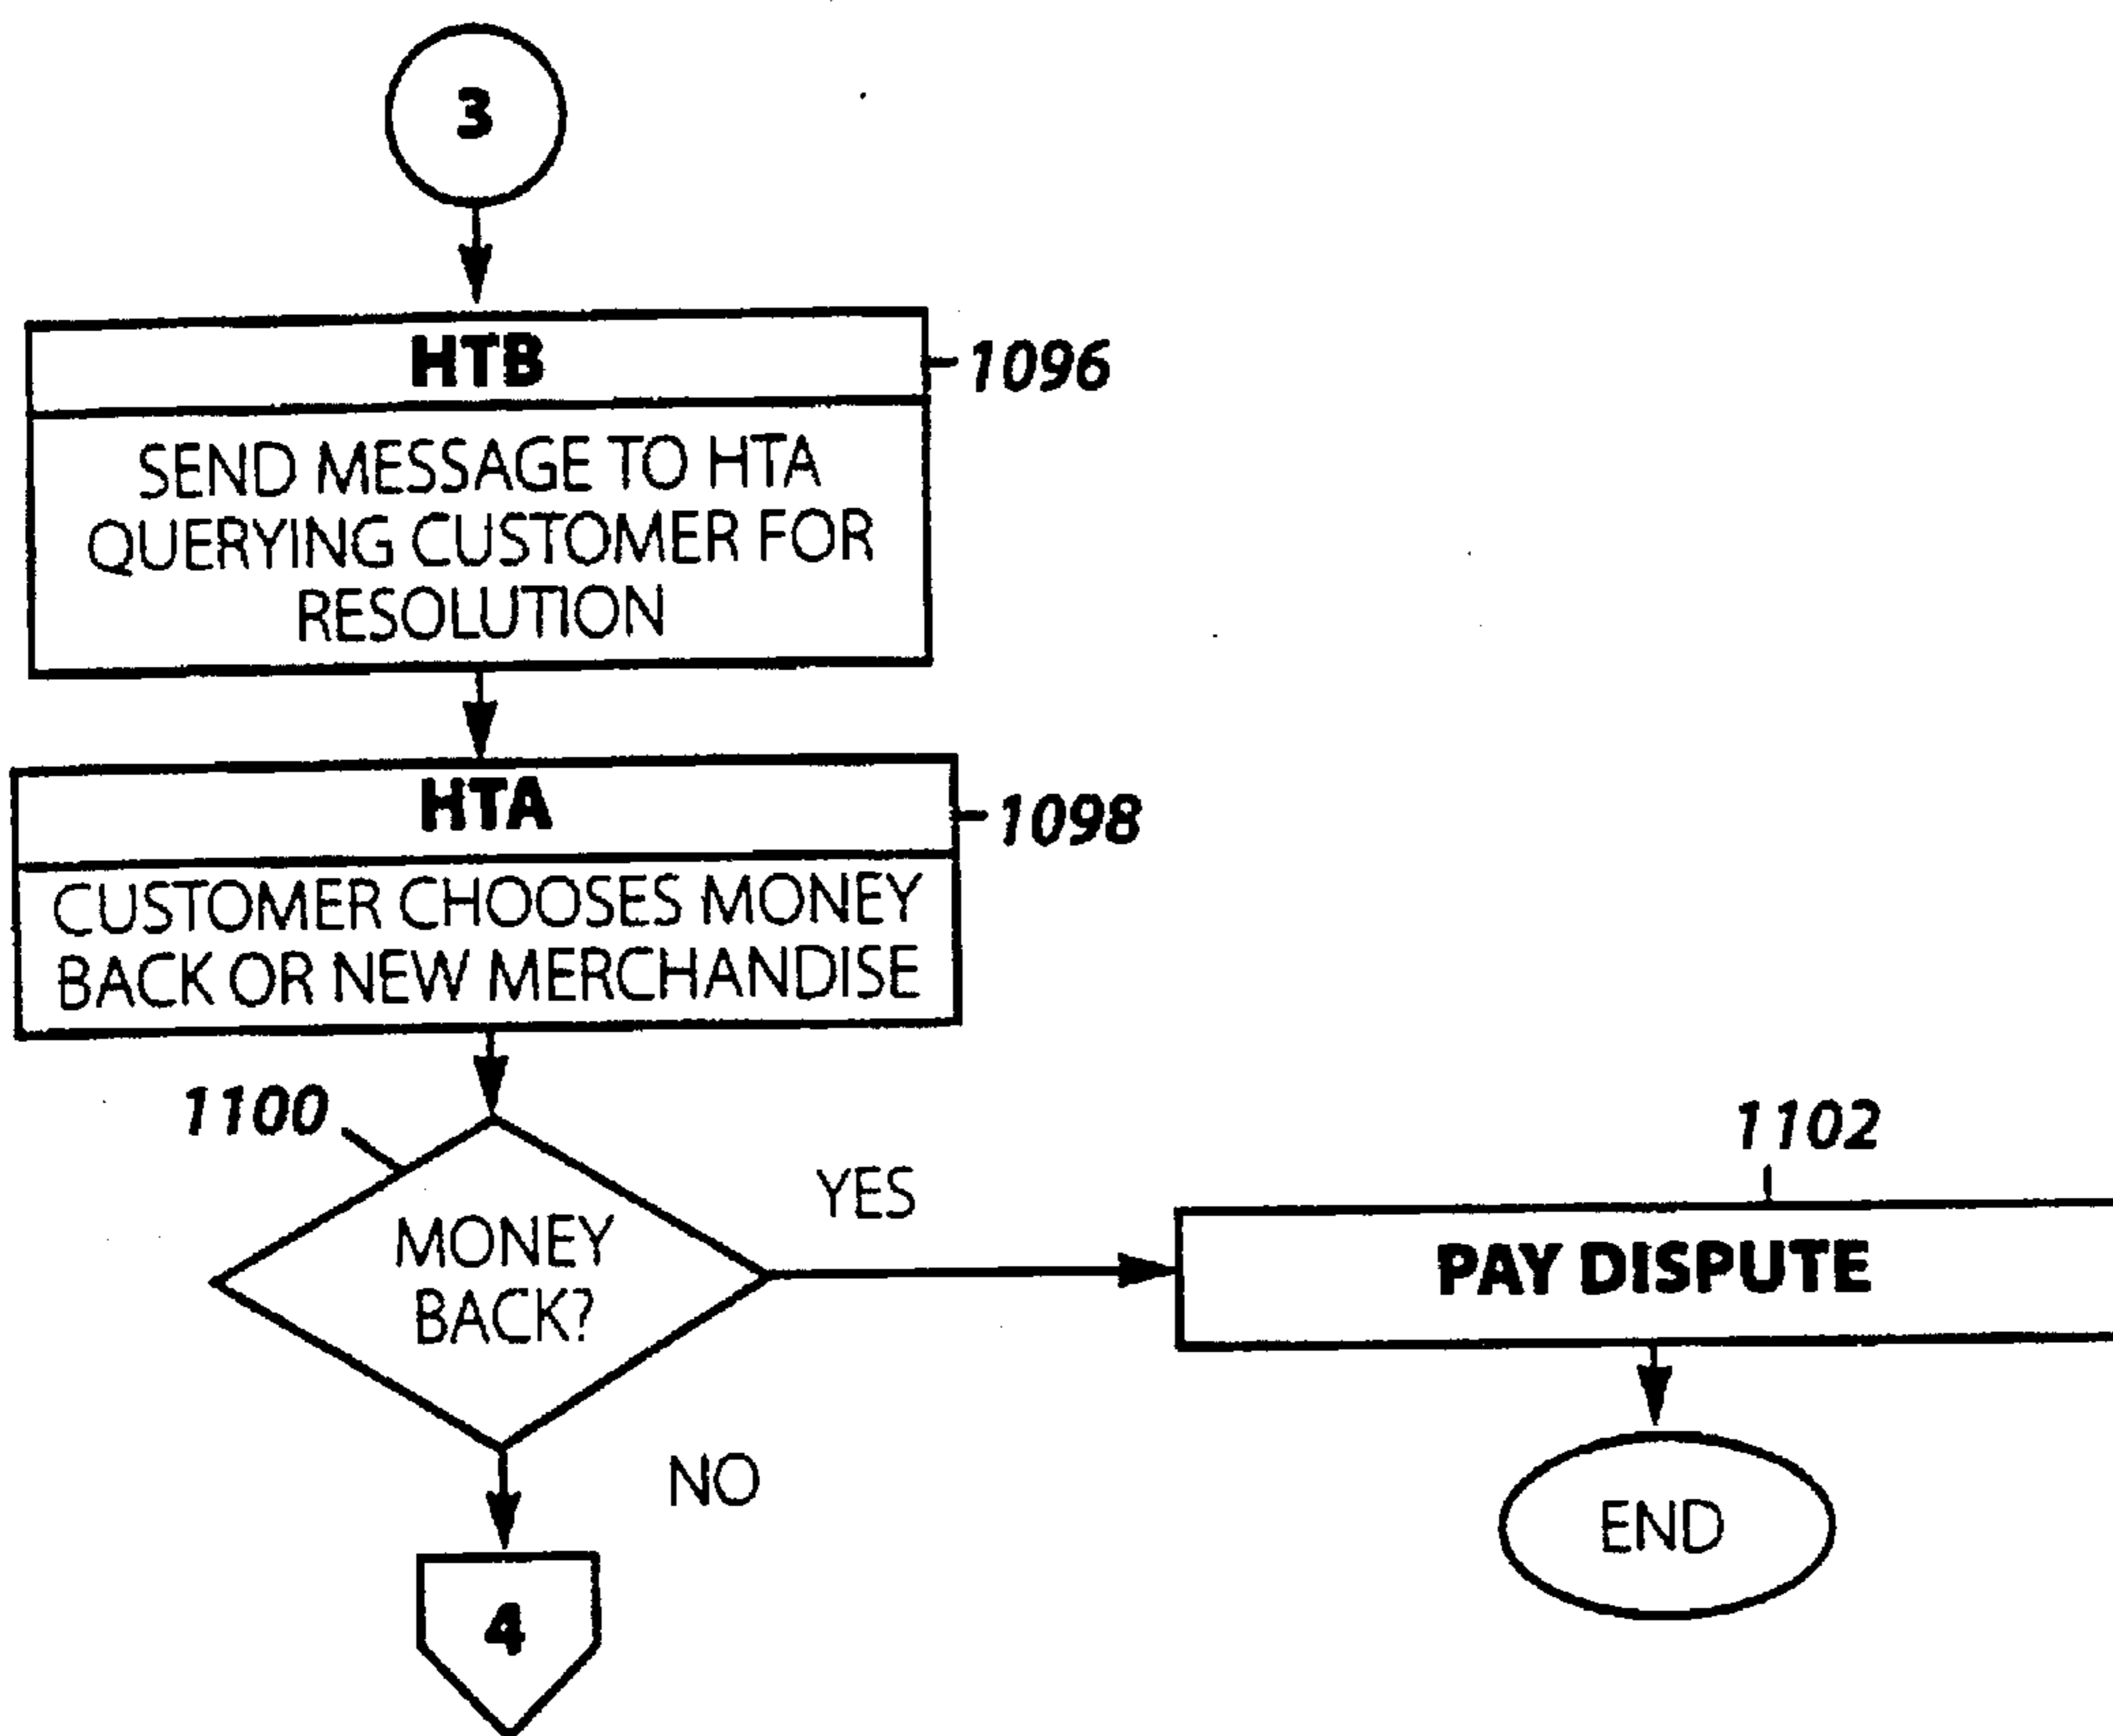 3
HTB
1096
SEND MESSAGE TO HTA
QUERYING CUSTOMER FOR
RESOLUTION
HTA
1098
CUSTOMER CHOOSES MONEY
BACK OR NEW MERCHANDISE
1100
MONEY
BACK?
YES
1102
PAY DISPUTE
NO
END
4